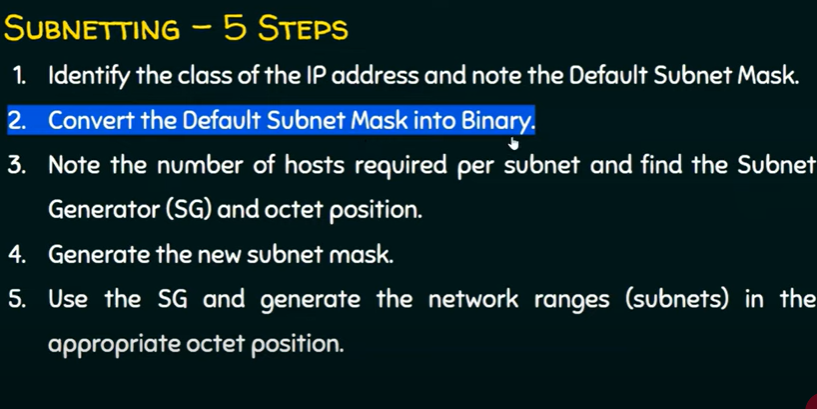 SUBNETTING – 5 STEPS
1. Identify the class of the IP address and note the Default Subnet Mask.
2. Convert the Default Subnet Mask into Binary.
3. Note the number of hosts required per subnet and find the Subnet
Generator (SG) and octet position.
4. Generate the new subnet mask.
5. Use the SG and generate the network ranges (subnets) in the
appropriate octet position.